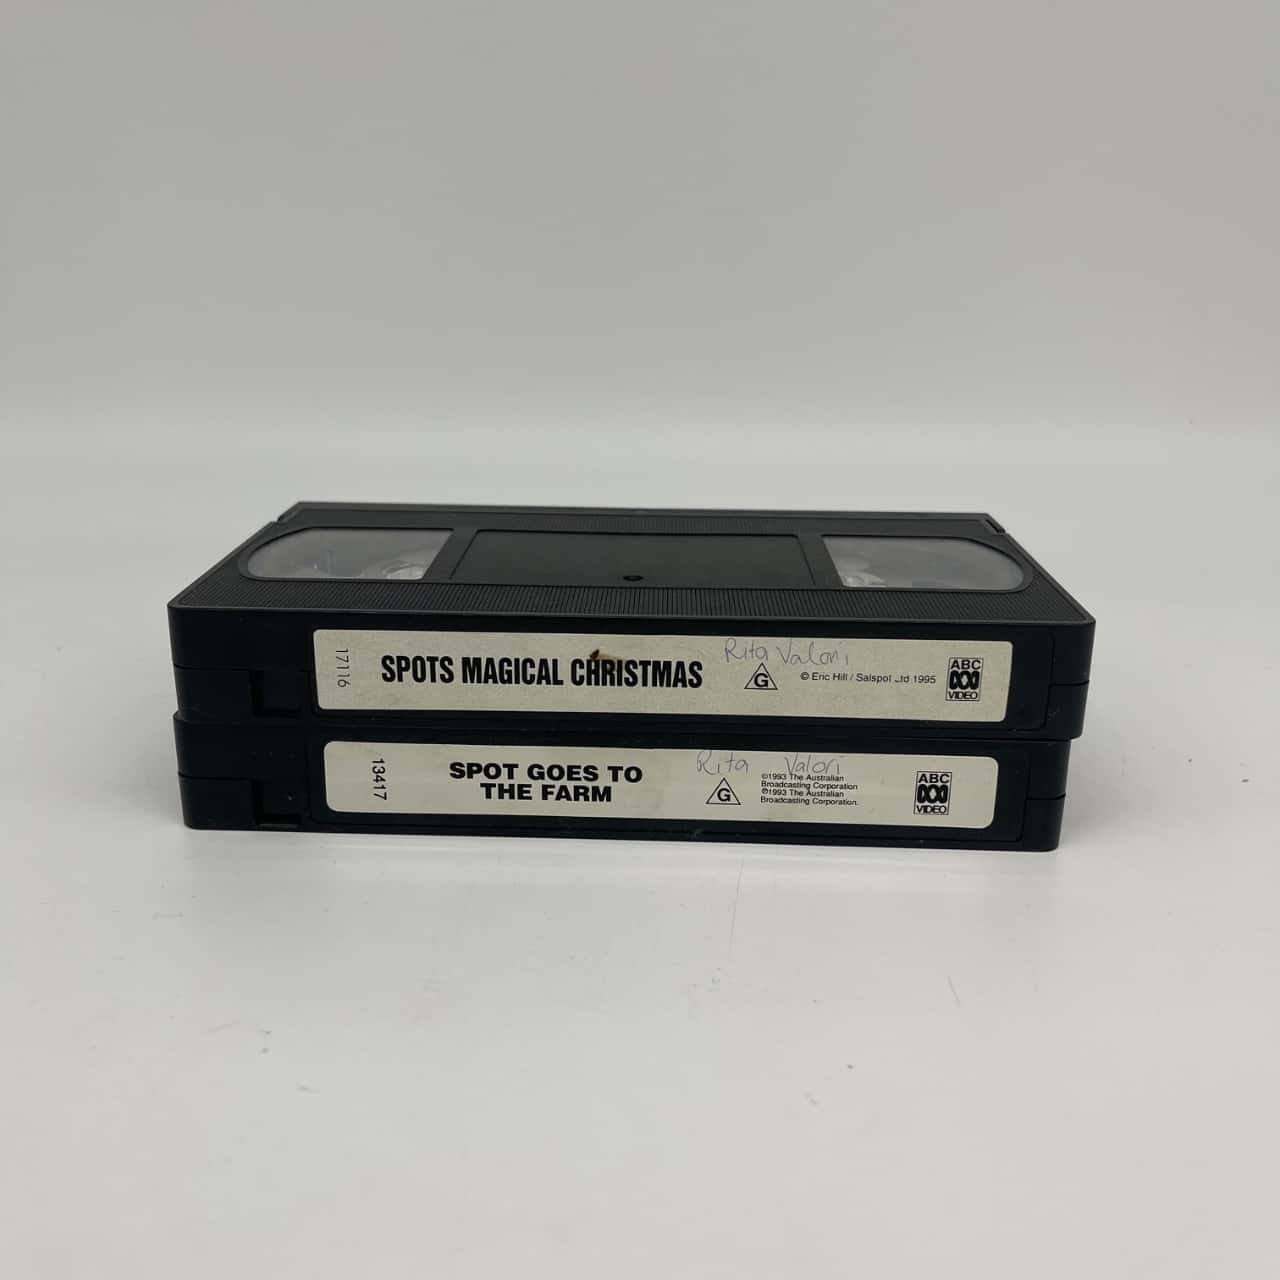 17116
SPOTS MAGICAL CHRISTMAS
Rita Valori
G
© Eric Hill / Salspot Ltd 1995
ABC
VIDEO
13417
SPOT GOES TO
THE FARM
Rita Valori
G
©1993 The Australian
Broadcasting Corporation
℗1993 The Australian
Broadcasting Corporation.
ABC
VIDEO